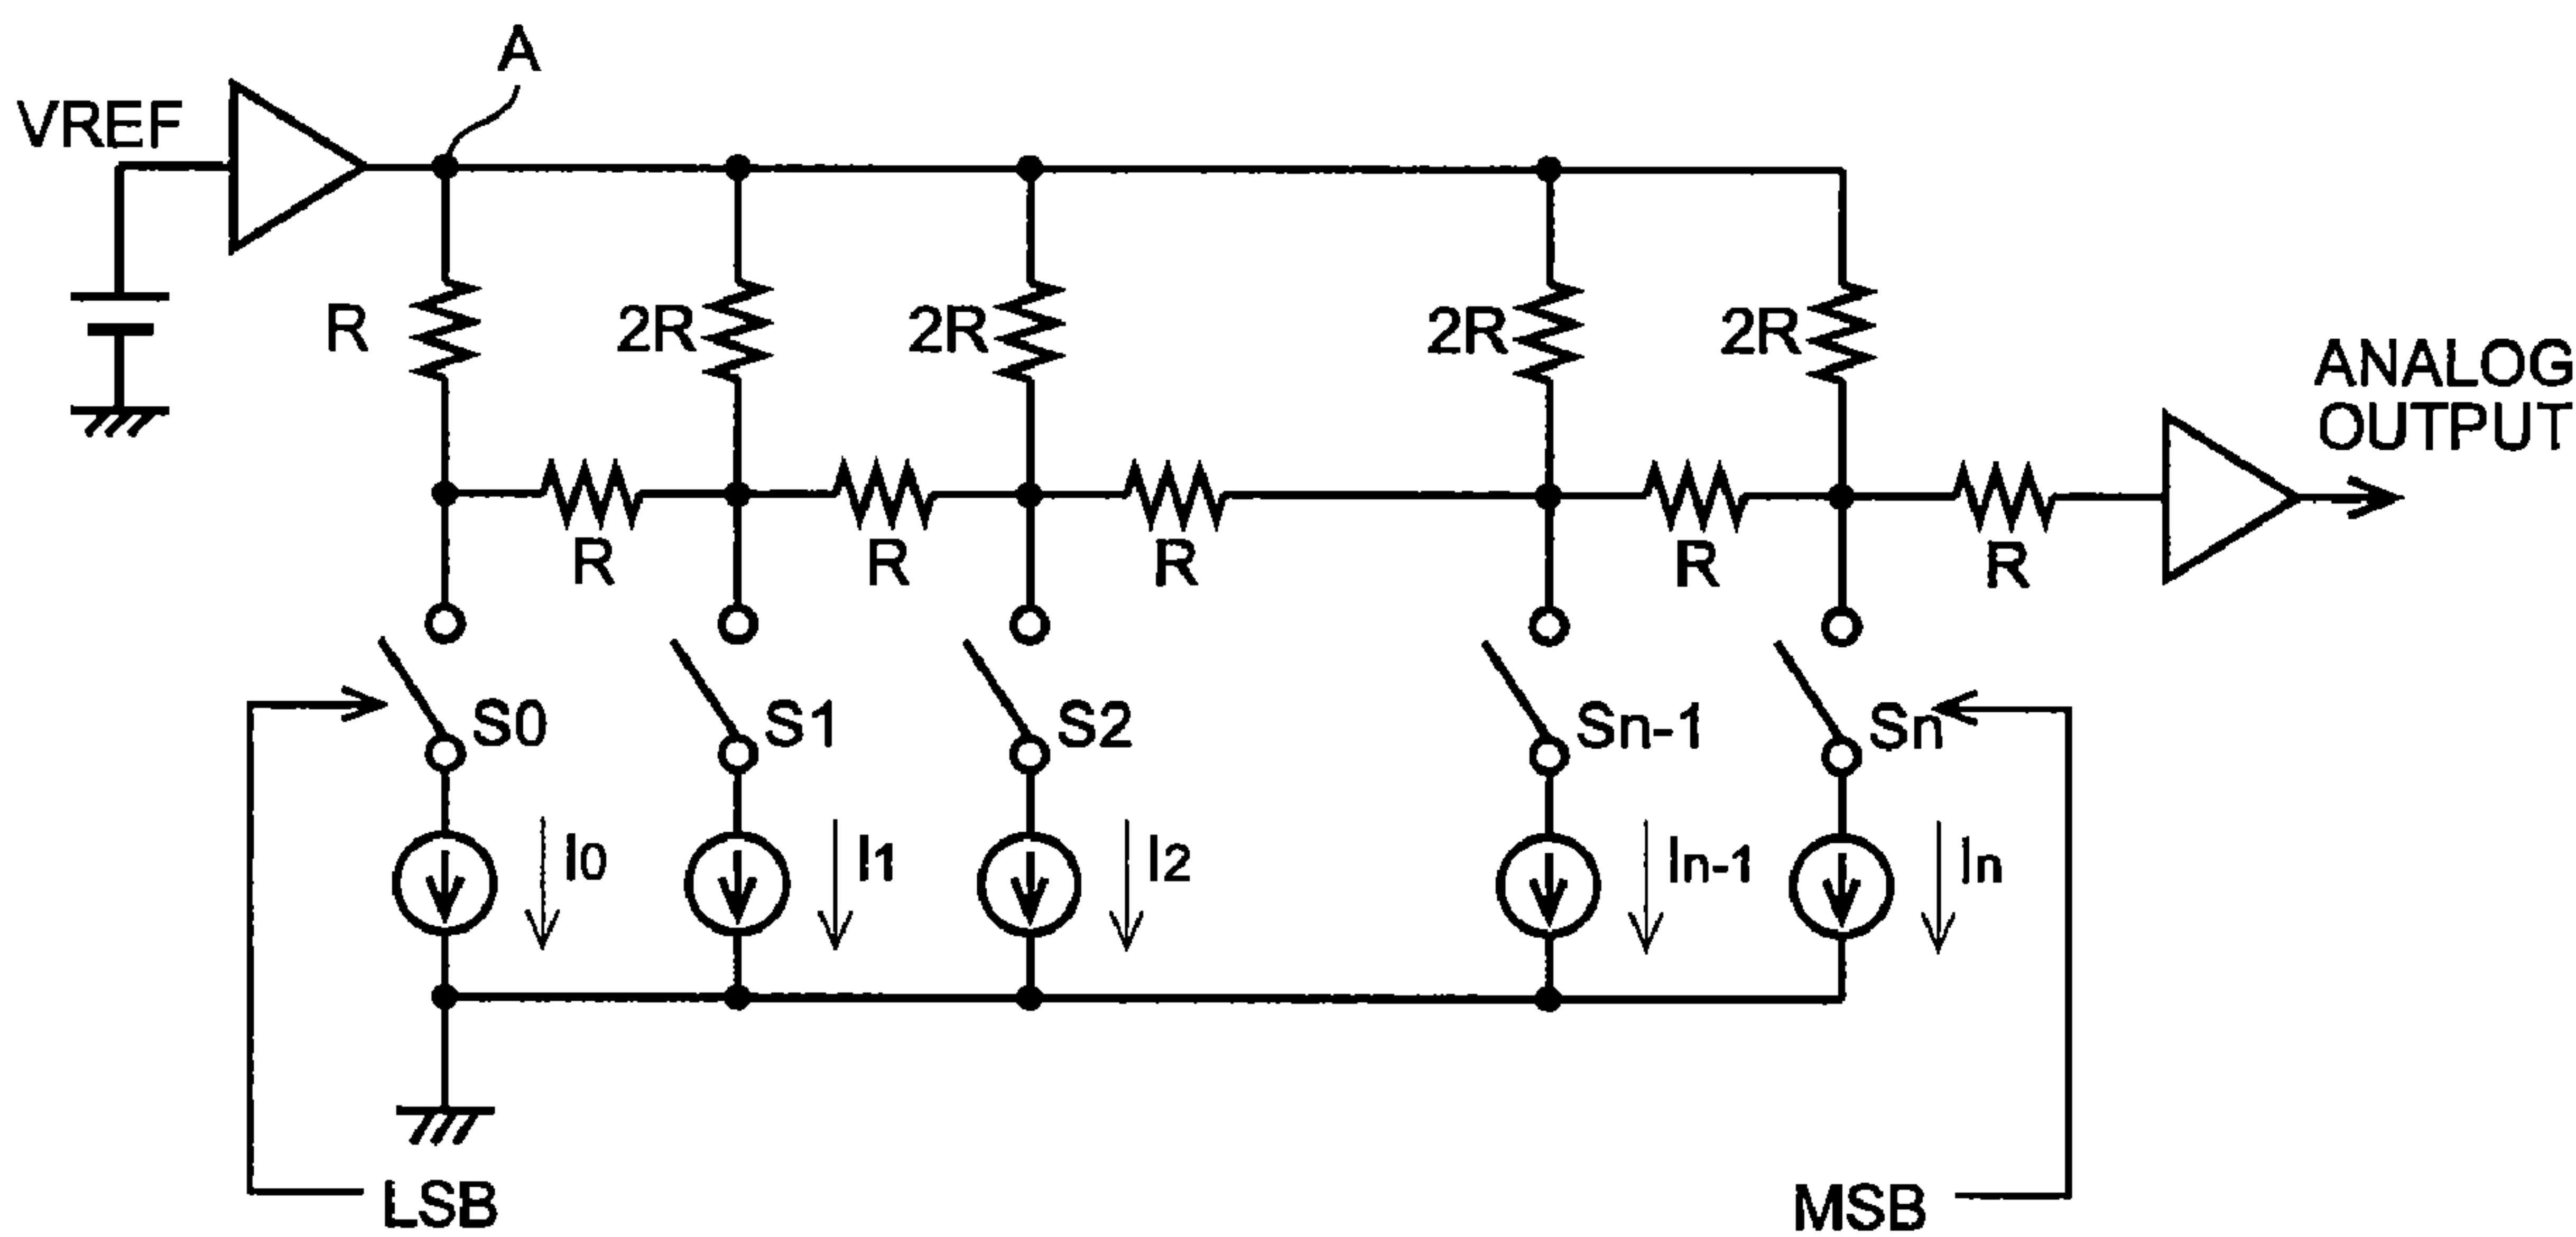 A
VREF
R
2R
2R
2R
2R
ANALOG
OUTPUT
R
R
R
R
R
S0
S1
S2
Sn-1
Sn
I0
I1
I2
In-1
In
LSB
MSB